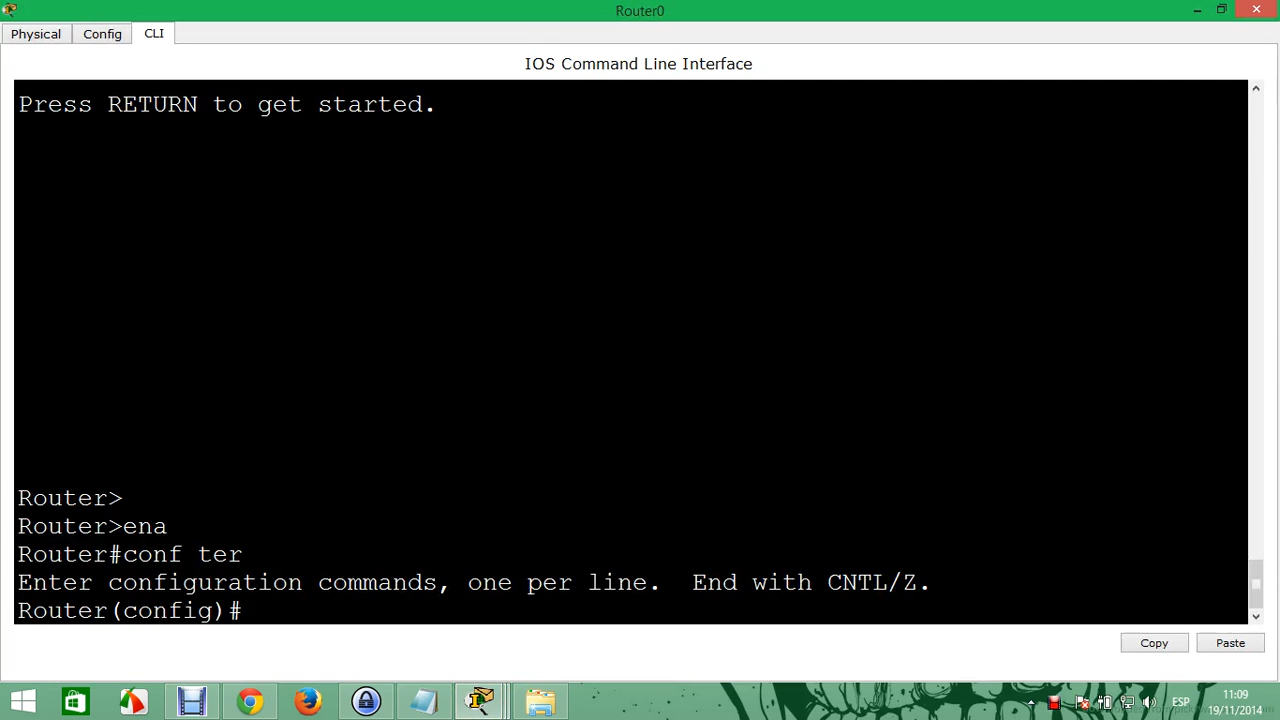 Router0
Physical Config CLI
IOS Command Line Interface
Press RETURN to get started.
Router>
Router>ena
Router#conf ter
Enter configuration commands, one per line.  End with CNTL/Z.
Router(config)#
Copy Paste
ESP
11:09
19/11/2014